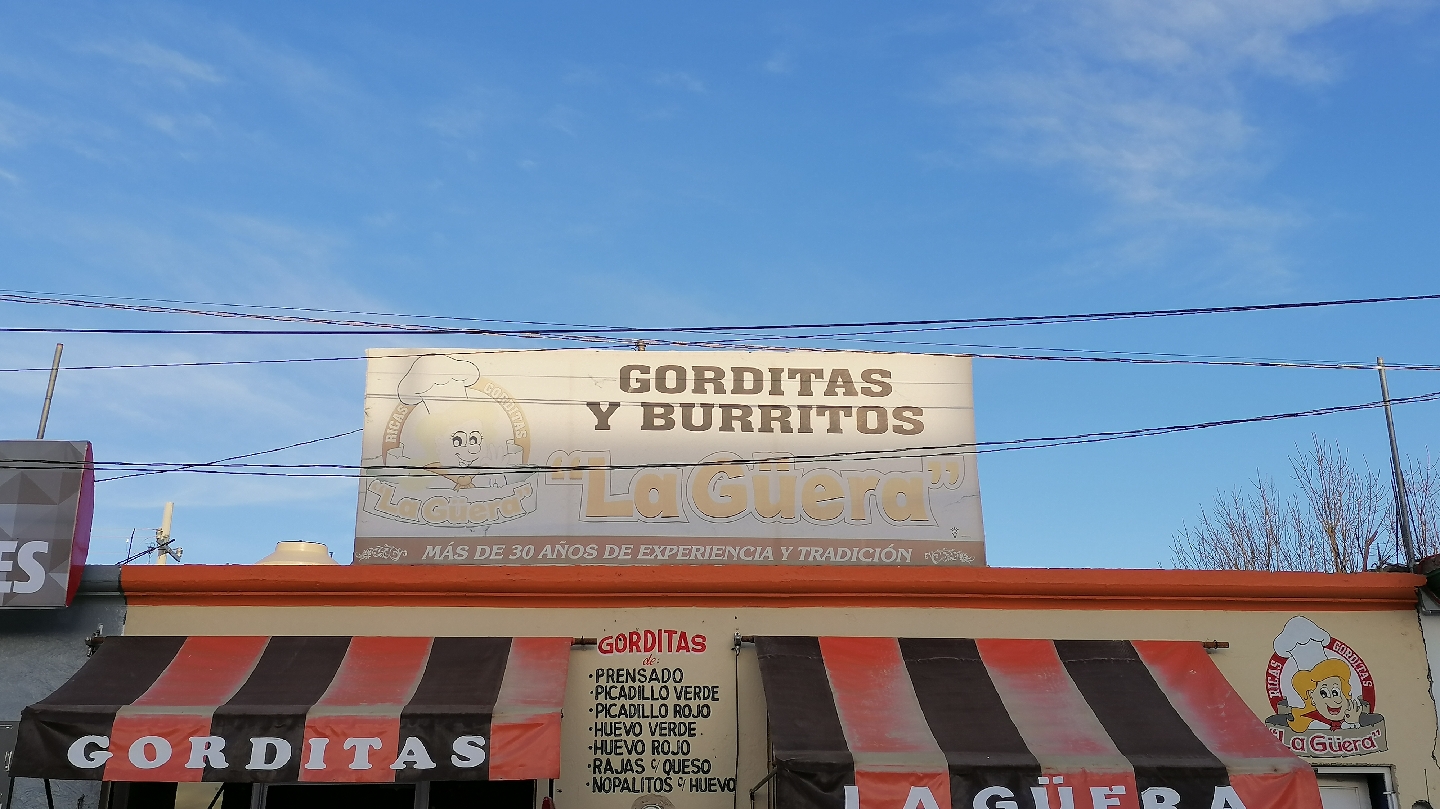 GORDITAS
Y BURRITOS
RICAS GORDITAS
"La Güera"
"La Güera"
MÁS DE 30 AÑOS DE EXPERIENCIA Y TRADICIÓN
ES
GORDITAS
de:
•PRENSADO
•PICADILLO VERDE
•PICADILLO ROJO
•HUEVO VERDE
•HUEVO ROJO
•RAJAS C/ QUESO
•NOPALITOS C/ HUEVO
GORDITAS
LA GÜERA
RICAS GORDITAS
"La Güera"